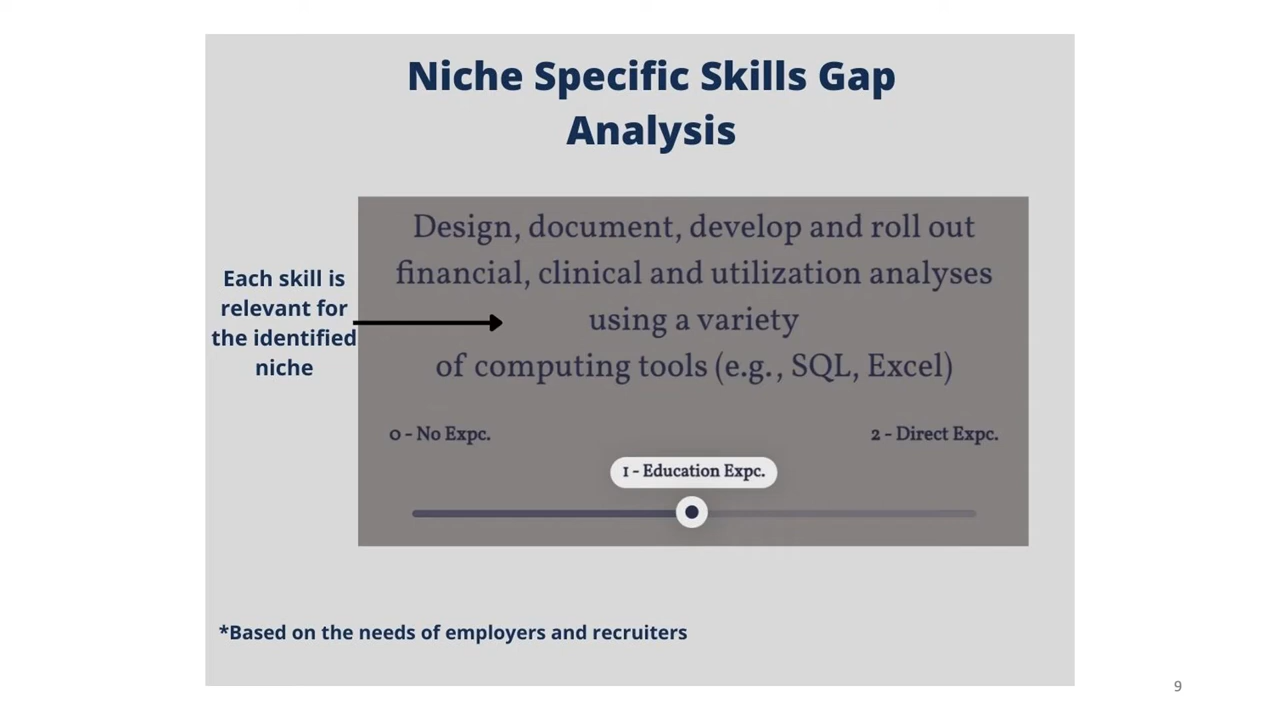 Niche Specific Skills Gap
Analysis
Each skill is
relevant for
the identified
niche
Design, document, develop and roll out
financial, clinical and utilization analyses
using a variety
of computing tools (e.g., SQL, Excel)
0 - No Expc.
2 - Direct Expc.
1 - Education Expc.
*Based on the needs of employers and recruiters
9